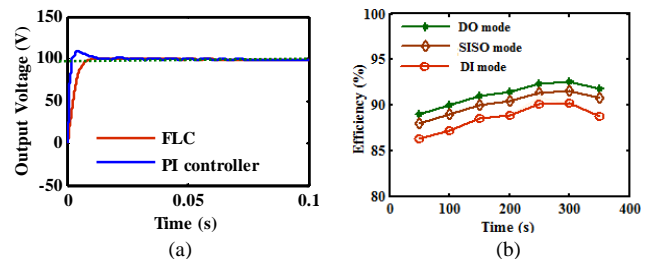 Output Voltage (V)
150
100
50
0
-50
FLC
PI controller
0
0.05
0.1
Time (s)
(a)
Efficiency (%)
100
95
90
85
80
DO mode
SISO mode
DI mode
0
100
200
300
400
Time (s)
(b)